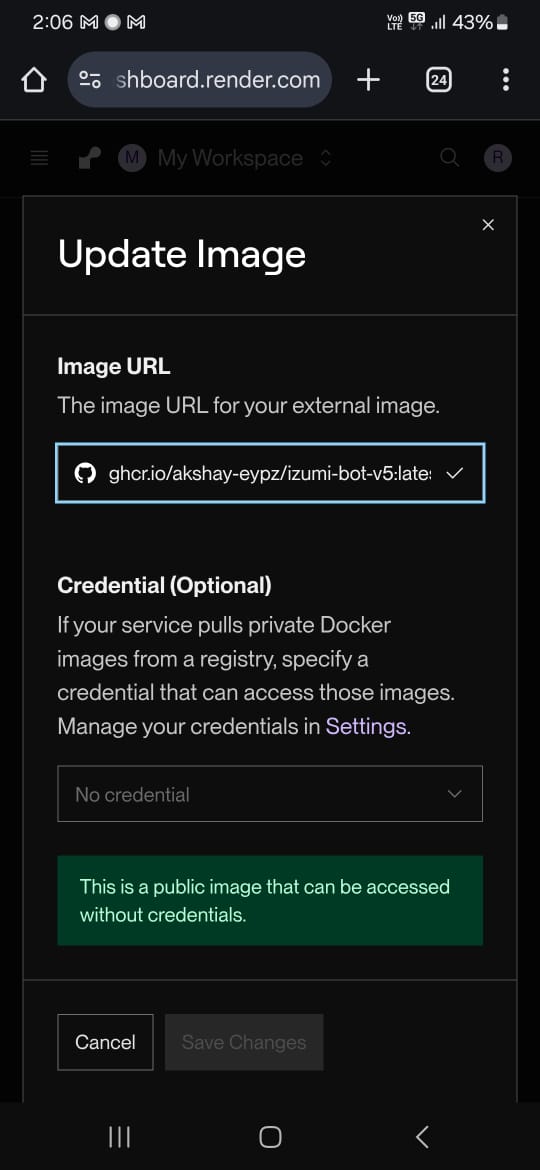 2:06
Vo))
LTE
5G
43%
shboard.render.com
24
M
My Workspace
R
Update Image
Image URL
The image URL for your external image.
ghcr.io/akshay-eypz/izumi-bot-v5:late
Credential (Optional)
If your service pulls private Docker
images from a registry, specify a
credential that can access those images.
Manage your credentials in Settings.
No credential
This is a public image that can be accessed
without credentials.
Cancel
Save Changes